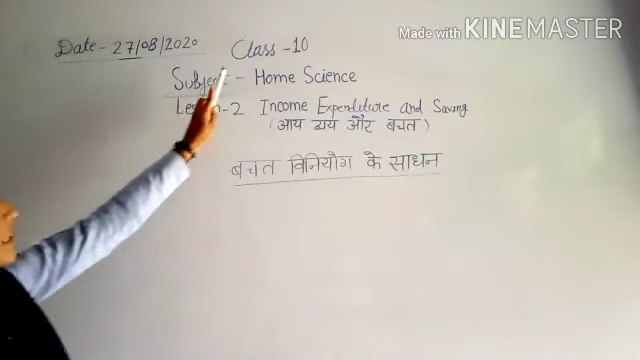 Made with KINEMASTER
Date - 27/08/2020 Class - 10
Subject - Home Science
Lesson-2 Income Expenditure and Saving
(आय व्यय और बचत)
बचत विनियोग के साधन